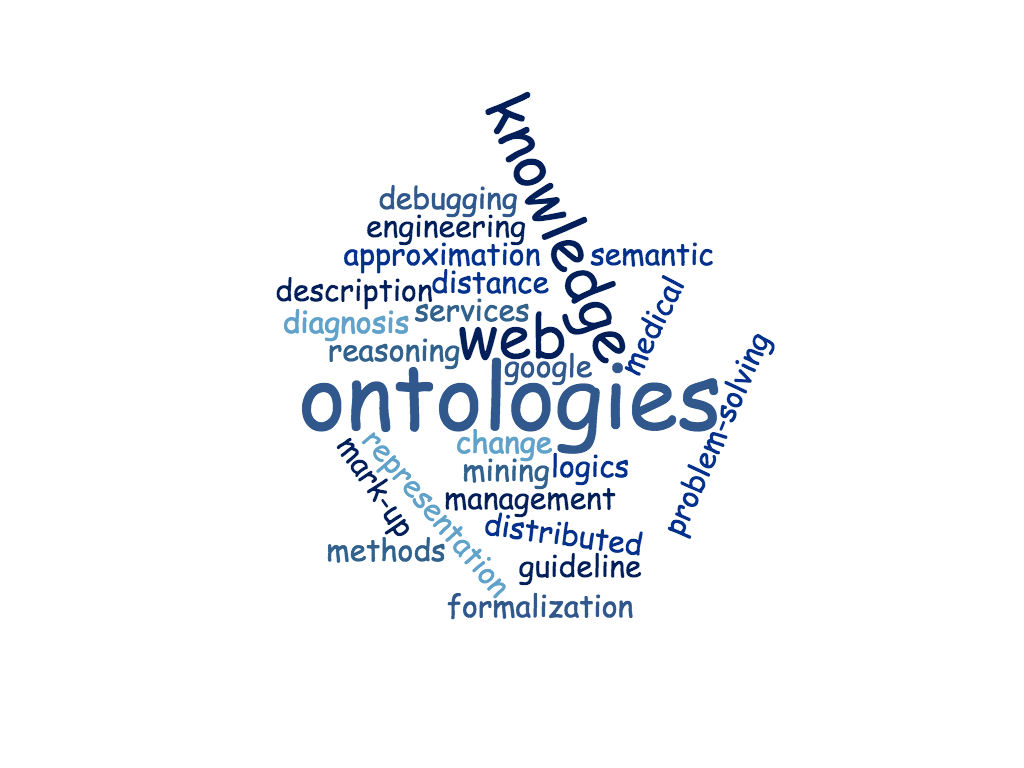 knowledge
debugging
engineering
approximation
semantic
distance
description
services
medical
diagnosis
web
reasoning
google
problem-solving
ontologies
change
representation
mark-up
mining
logics
management
distributed
methods
guideline
formalization